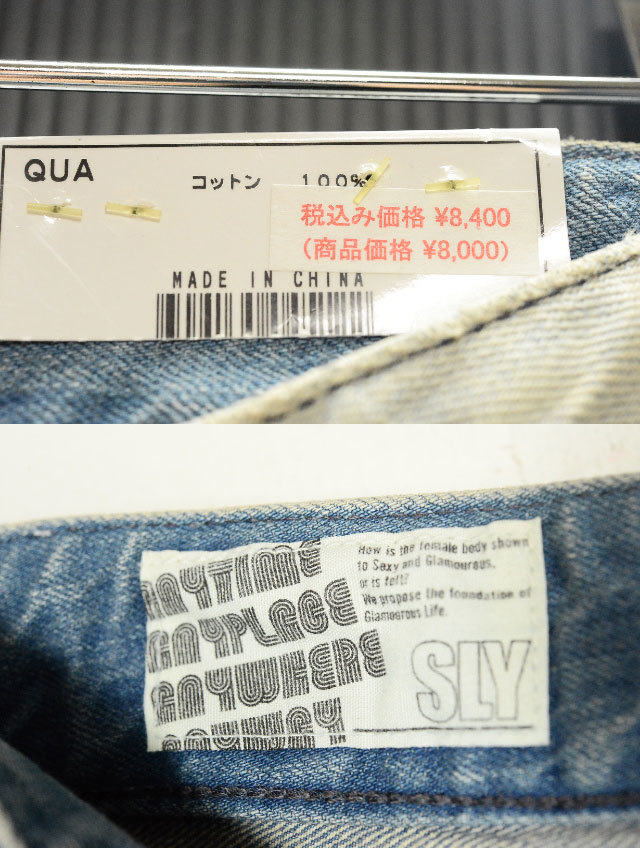 QUA
コットン 100%
税込み価格 ¥8,400
(商品価格 ¥8,000)
MADE IN CHINA
ANYTIME
ANYPLACE
ANYWHERE
How is the female body shown
to Sexy and Glamourous.
or is felt?
We propose the foundation of
Glamourous Life.
SLY